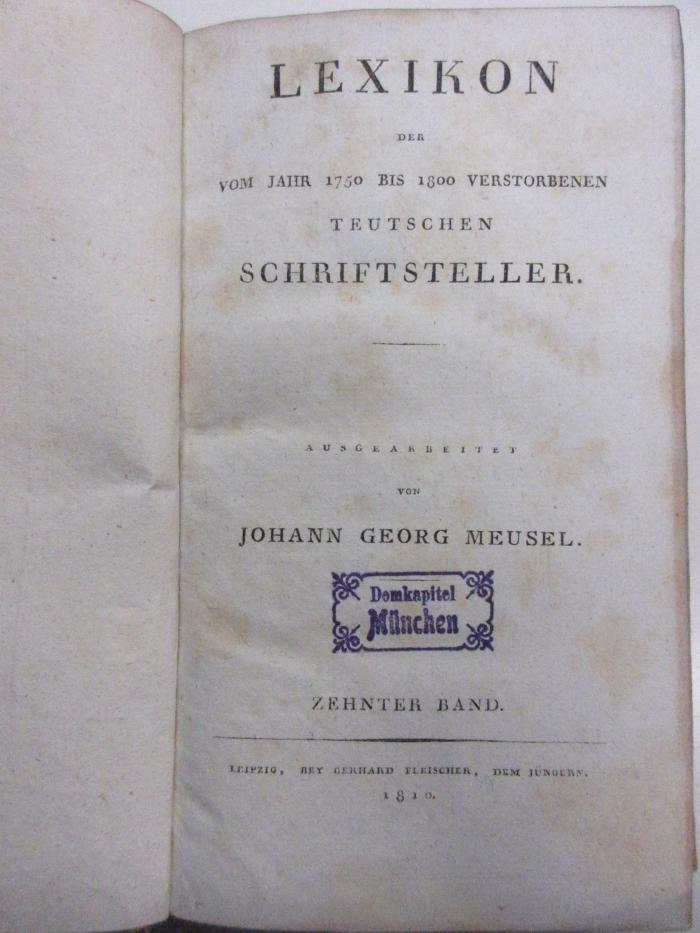 LEXIKON
DER
VOM JAHR 1750 BIS 1800 VERSTORBENEN
TEUTSCHEN
SCHRIFTSTELLER.
AUSGEARBEITET
VON
JOHANN GEORG MEUSEL.
Domkapitel
München
ZEHNTER BAND.
LEIPZIG, BEY GERHARD FLEISCHER, DEM JÜNGERN.
1810.